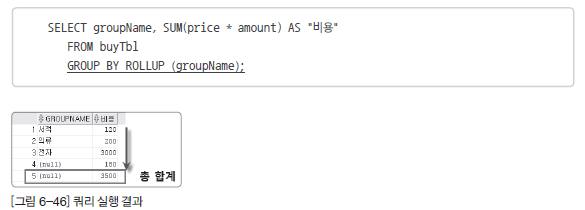 SELECT groupName, SUM(price * amount) AS "비용"
FROM buyTbl
GROUP BY ROLLUP (groupName);
GROUPNAME 비용
1 서적 120
2 의류 200
3 전자 3000
4 (null) 180
5 (null) 3500
총 합계
[그림 6-46] 쿼리 실행 결과